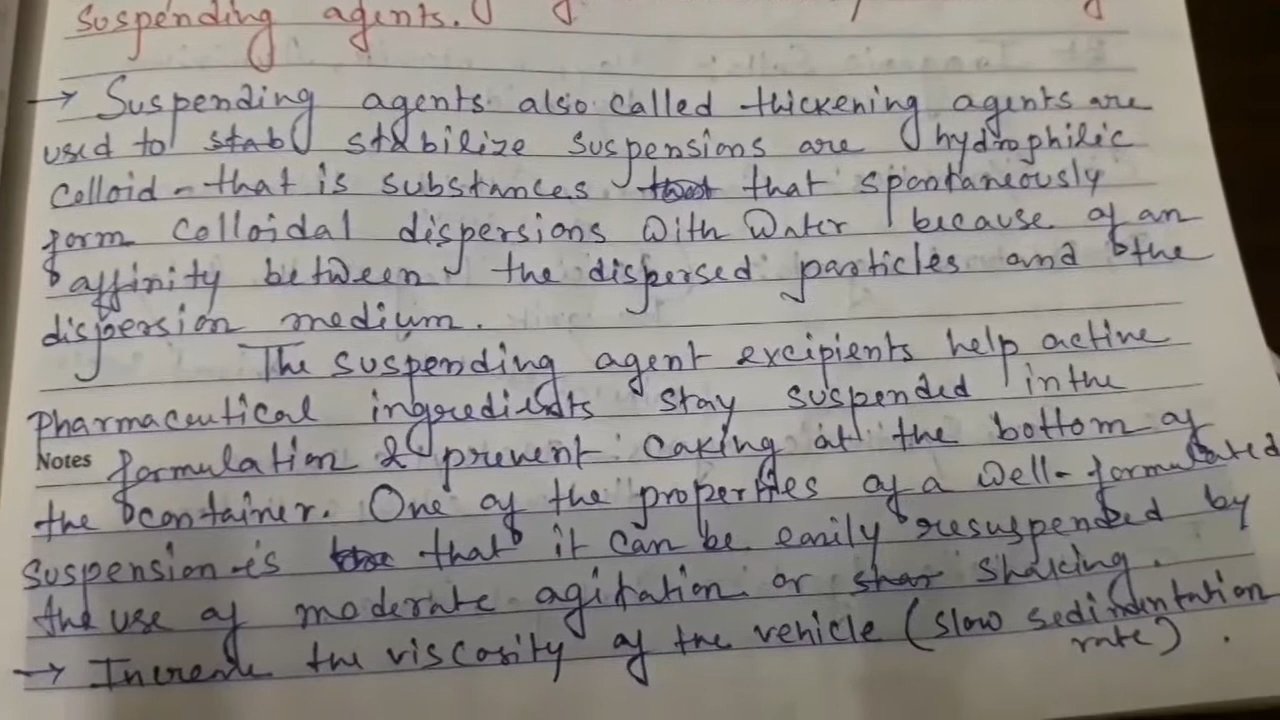 Suspending agents.
→ Suspending agents also called thickening agents are
used to stab stabilize suspensions are hydrophilic
Colloid - that is substances that that spontaneously
form colloidal dispersions with water because of an
affinity between the dispersed particles and the
dispersion medium.
The suspending agent excipients help active
Pharmaceutical ingredients stay suspended in the
Notes formulation & prevent caking at the bottom of
the container. One of the properties of a well-formulated
suspension is that it can be easily resuspended by
the use of moderate agitation or shar shaking.
→ Increase the viscosity of the vehicle (slow sedimentation
rate).